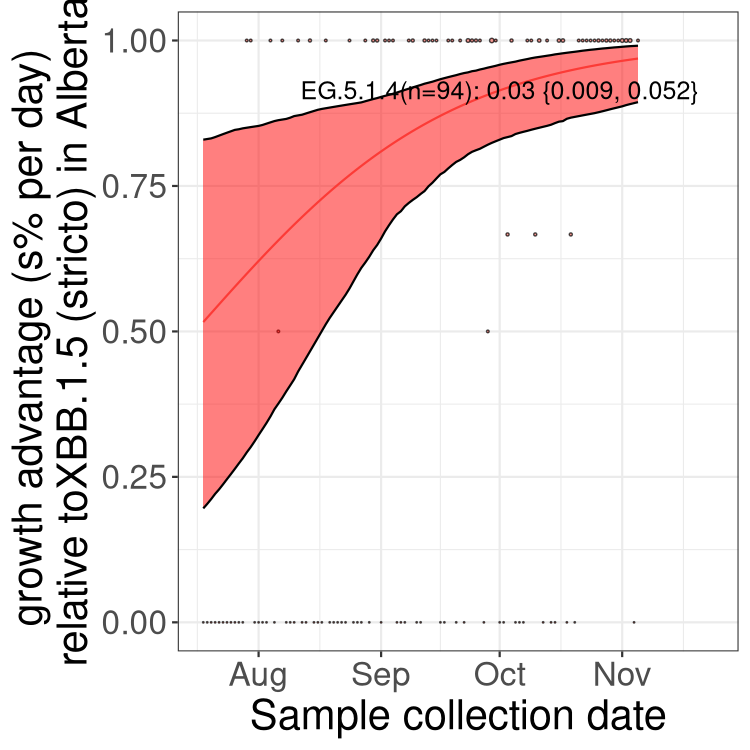 growth advantage (s% per day)
relative toXBB.1.5 (stricto) in Alberta
1.00
0.75
0.50
0.25
0.00
EG.5.1.4(n=94): 0.03 {0.009, 0.052}
Aug Sep Oct Nov
Sample collection date